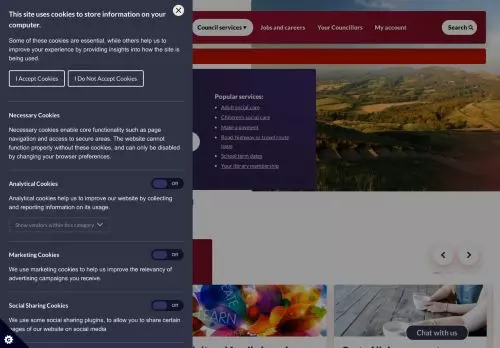 This site uses cookies to store information on your
computer.
Some of these cookies are essential, while others help us to
improve your experience by providing insights into how the site is
being used.
I Accept Cookies
I Do Not Accept Cookies
Necessary Cookies
Necessary cookies enable core functionality such as page
navigation and access to secure areas. The website cannot
function properly without these cookies, and can only be disabled
by changing your browser preferences.
Analytical Cookies
Off
Analytical cookies help us to improve our website by collecting
and reporting information on its usage.
Show vendors within this category
Marketing Cookies
Off
We use marketing cookies to help us improve the relevancy of
advertising campaigns you receive.
Social Sharing Cookies
Off
We use some social sharing plugins, to allow you to share certain
pages of our website on social media
Council services
Jobs and careers
Your Councillors
My account
Search
Popular services:
Adult social care
Children's social care
Make a payment
Road, highway or travel route
issue
School term dates
Your library membership
CREATE
LEARN
Chat with us